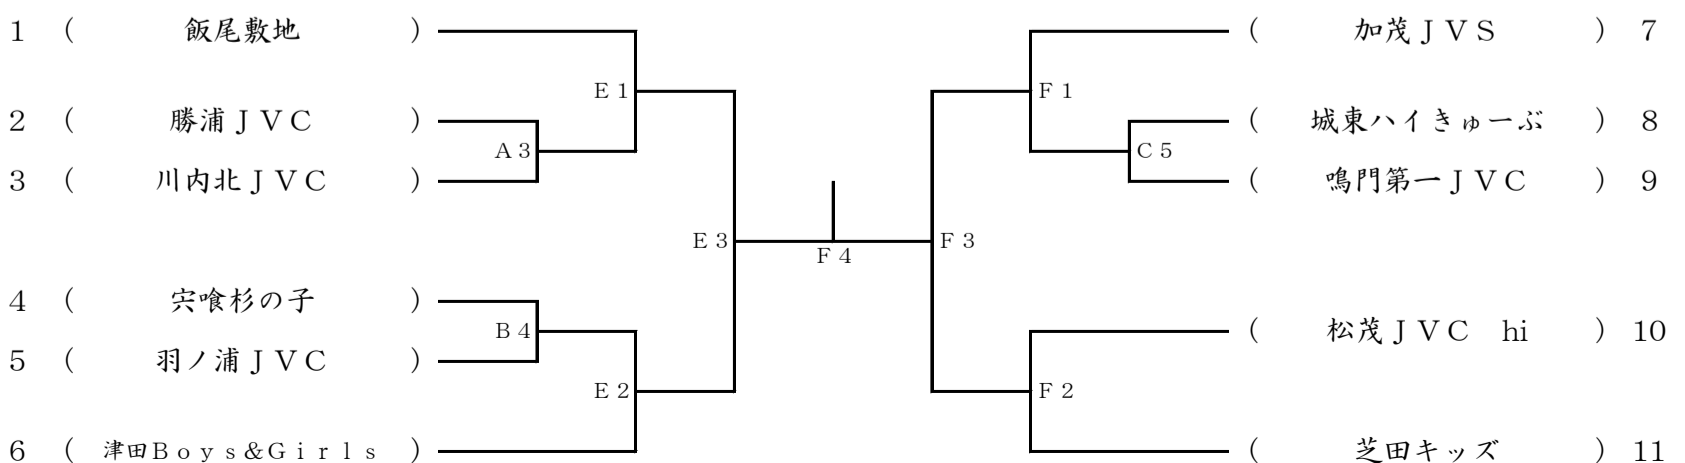 1 ( 飯尾敷地 ) ( 加茂ＪＶＳ ) 7
Ｅ１ Ｆ１
2 ( 勝浦ＪＶＣ ) ( 城東ハイきゅーぶ ) 8
Ａ３ Ｃ５
3 ( 川内北ＪＶＣ ) ( 鳴門第一ＪＶＣ ) 9
Ｅ３ Ｆ３
Ｆ４
4 ( 宍喰杉の子 )
Ｂ４ ( 松茂ＪＶＣ　hi ) 10
5 ( 羽ノ浦ＪＶＣ )
Ｅ２ Ｆ２
6 ( 津田Ｂｏｙｓ&Ｇｉｒｌｓ ) ( 芝田キッズ ) 11